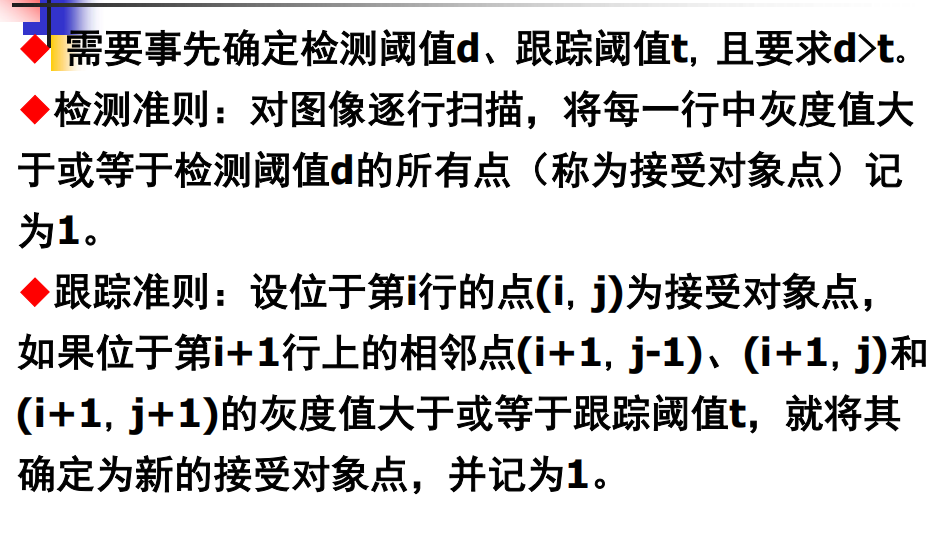 ◆ 需要事先确定检测阈值d、跟踪阈值t, 且要求d>t。
◆检测准则：对图像逐行扫描，将每一行中灰度值大
于或等于检测阈值d的所有点（称为接受对象点）记
为1。
◆跟踪准则：设位于第i行的点(i, j)为接受对象点，
如果位于第i+1行上的相邻点(i+1, j-1)、(i+1, j)和
(i+1, j+1)的灰度值大于或等于跟踪阈值t，就将其
确定为新的接受对象点，并记为1。